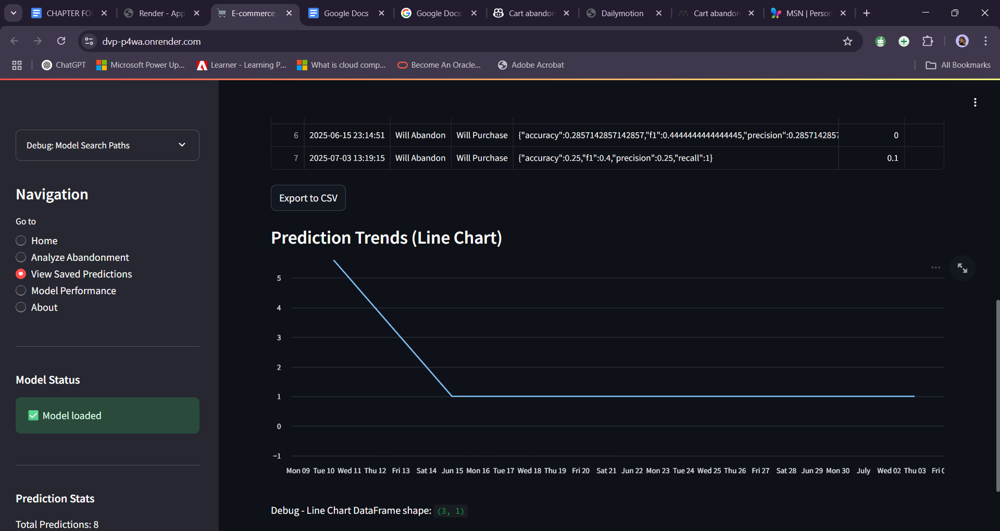 CHAPTER FO
Render - App
E-commerce
Google Docs
Google Docs
Cart abandon
Dailymotion
Cart abandon
MSN | Person
dvp-p4wa.onrender.com
ChatGPT
Microsoft Power Up...
Learner - Learning P...
What is cloud comp...
Become An Oracle...
Adobe Acrobat
All Bookmarks
Debug: Model Search Paths
Navigation
Go to
Home
Analyze Abandonment
View Saved Predictions
Model Performance
About
Model Status
Model loaded
Prediction Stats
Total Predictions: 8
6 2025-06-15 23:14:51 Will Abandon Will Purchase {"accuracy":0.2857142857142857,"f1":0.4444444444444445,"precision":0.2857142857 0
7 2025-07-03 13:19:15 Will Abandon Will Purchase {"accuracy":0.25,"f1":0.4,"precision":0.25,"recall":1} 0.1
Export to CSV
Prediction Trends (Line Chart)
5
4
3
2
1
0
−1
Mon 09 Tue 10 Wed 11 Thu 12 Fri 13 Sat 14 Jun 15 Mon 16 Tue 17 Wed 18 Thu 19 Fri 20 Sat 21 Jun 22 Mon 23 Tue 24 Wed 25 Thu 26 Fri 27 Sat 28 Jun 29 Mon 30 July Wed 02 Thu 03 Fri
Debug - Line Chart DataFrame shape: (3, 1)